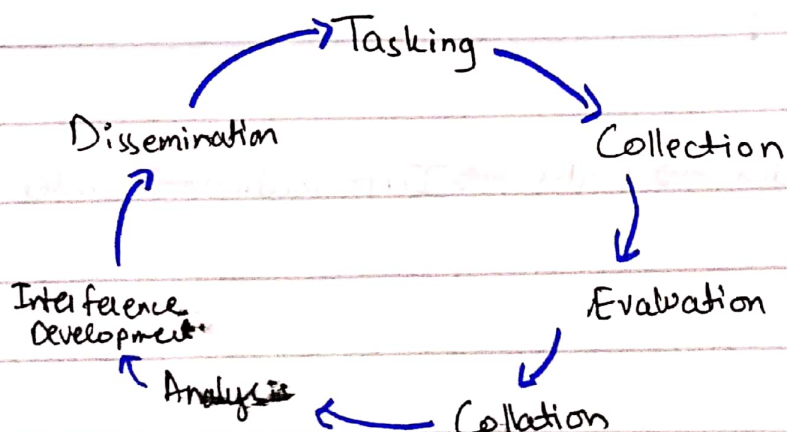 Tasking
Dissemination
Collection
Interference
Development
Evaluation
Analysis
Collation